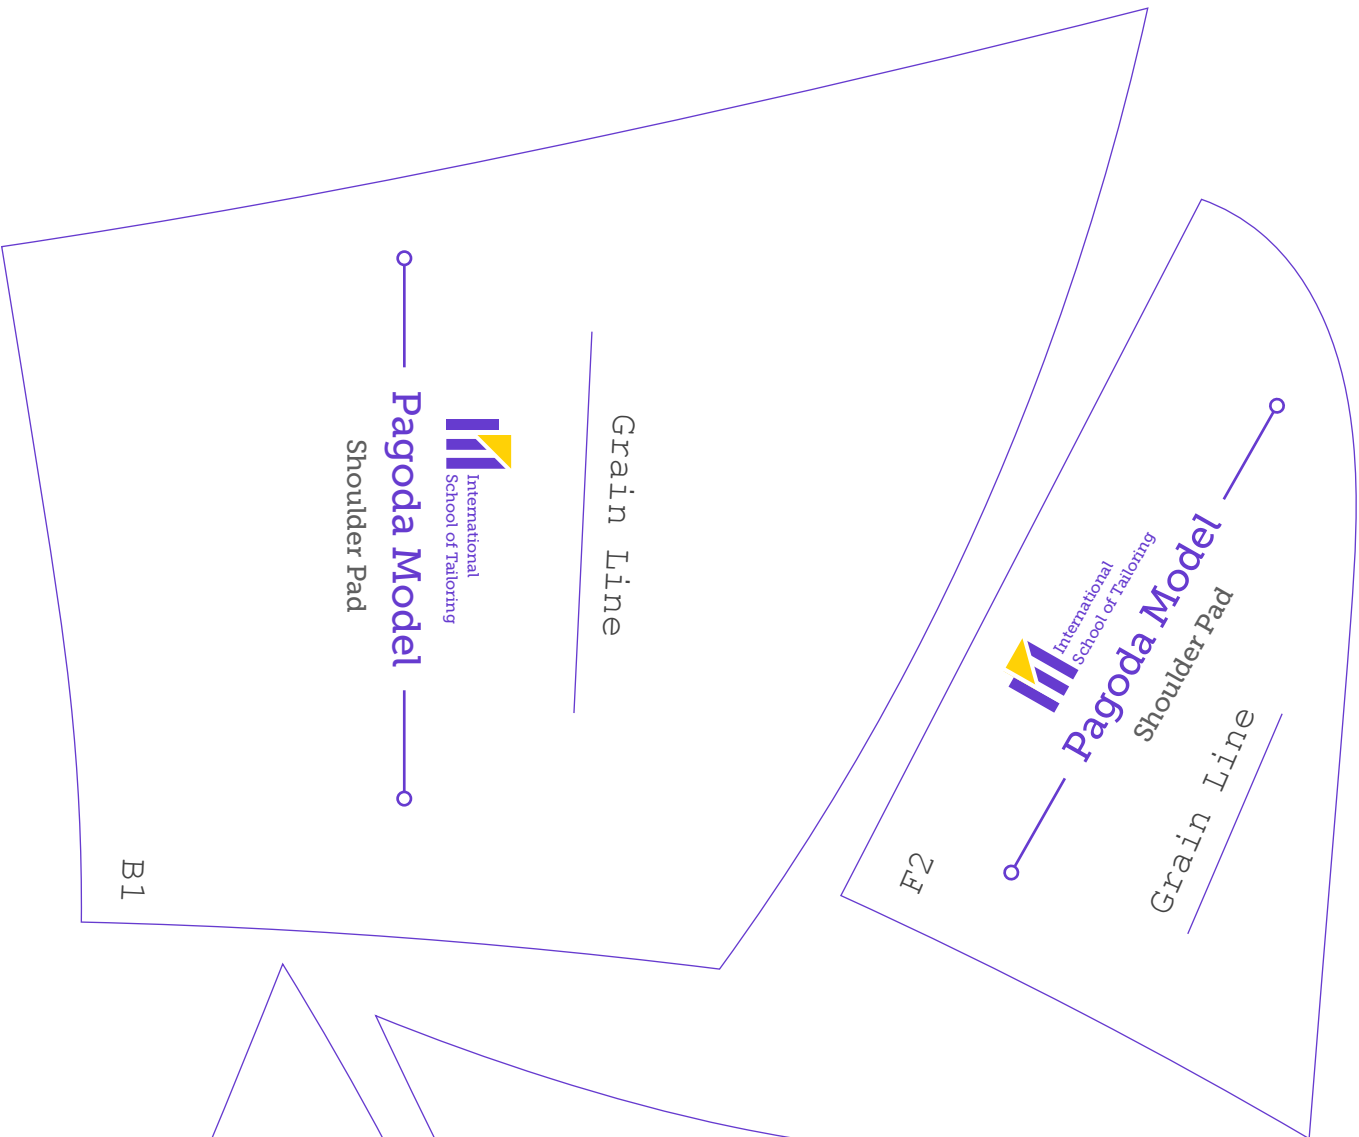 Grain Line
International
School of Tailoring
Pagoda Model
Shoulder Pad
B1
International
School of Tailoring
Pagoda Model
Shoulder Pad
Grain Line
F2